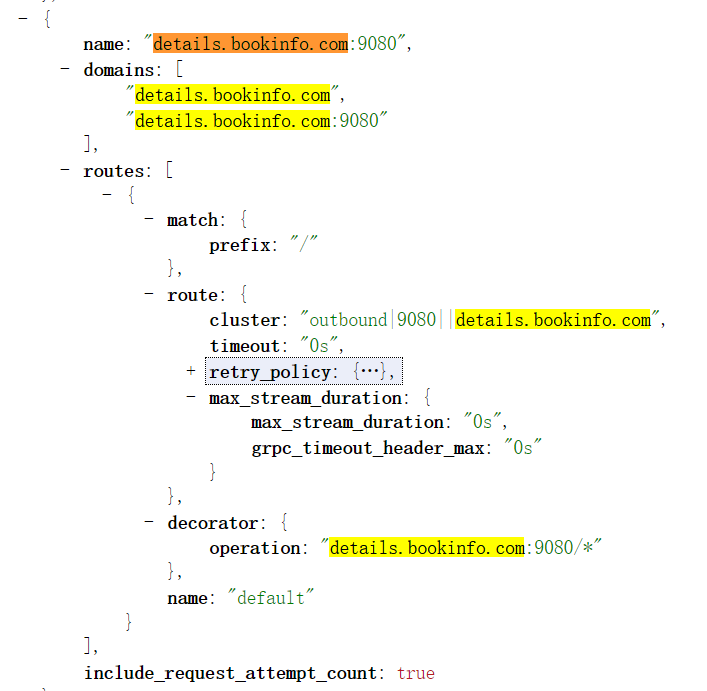 - {
name: "details.bookinfo.com:9080",
- domains: [
"details.bookinfo.com",
"details.bookinfo.com:9080"
],
- routes: [
- {
- match: {
prefix: "/"
},
- route: {
cluster: "outbound|9080||details.bookinfo.com",
timeout: "0s",
+ retry_policy: {…},
- max_stream_duration: {
max_stream_duration: "0s",
grpc_timeout_header_max: "0s"
}
},
- decorator: {
operation: "details.bookinfo.com:9080/*"
},
name: "default"
}
],
include_request_attempt_count: true